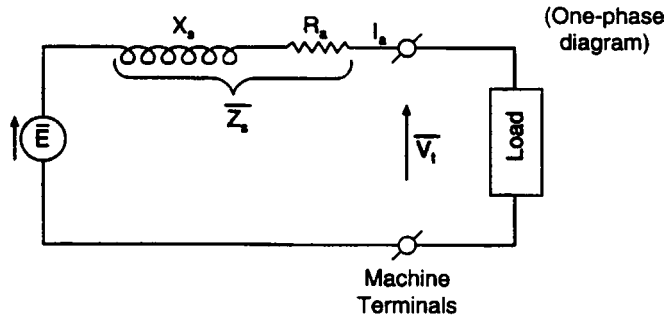 (One-phase
diagram)
Xs
Ra
Ia
Zs
E
Vt
Load
Machine
Terminals